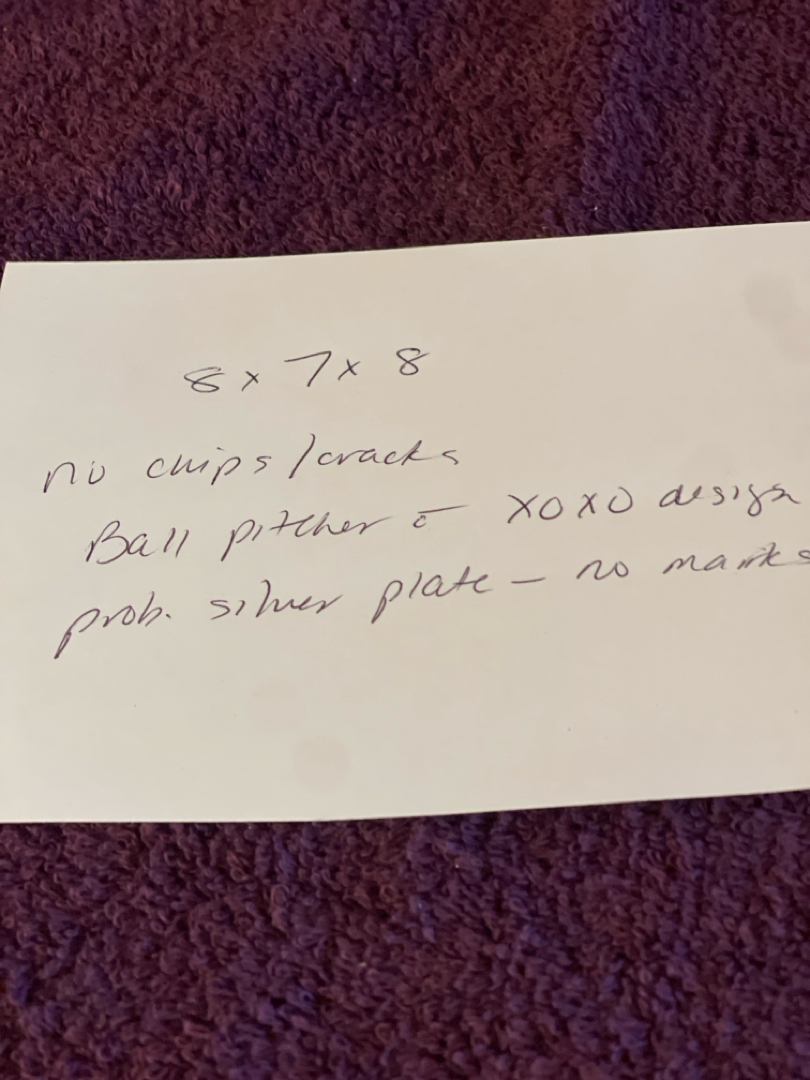 8 x 7 x 8
no chips/cracks
Ball pitcher c̄ XOXO design
prob. silver plate – no marks